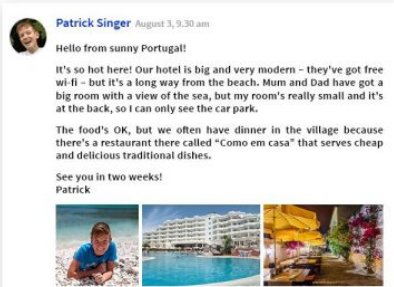 Patrick Singer August 3, 9.30 am
Hello from sunny Portugal!
It's so hot here! Our hotel is big and very modern – they've got free
wi-fi – but it's a long way from the beach. Mum and Dad have got a
big room with a view of the sea, but my room's really small and it's
at the back, so I can only see the car park.
The food's OK, but we often have dinner in the village because
there's a restaurant there called “Como em casa” that serves cheap
and delicious traditional dishes.
See you in two weeks!
Patrick